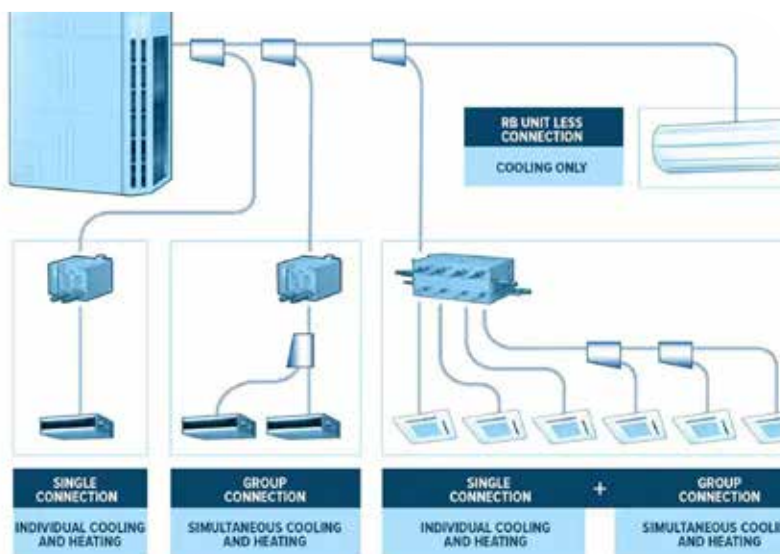 RB UNIT LESS
CONNECTION
COOLING ONLY
SINGLE
CONNECTION
INDIVIDUAL COOLING
AND HEATING
GROUP
CONNECTION
SIMULTANEOUS COOLING
AND HEATING
SINGLE
CONNECTION
INDIVIDUAL COOLING
AND HEATING
+
GROUP
CONNECTION
SIMULTANEOUS COOLING
AND HEATING